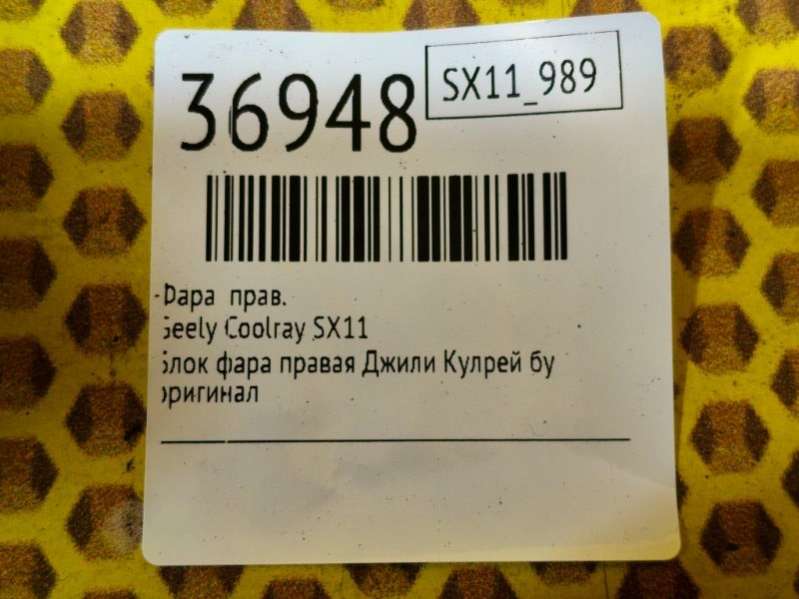 36948
SX11_989
Фара прав.
Geely Coolray SX11
Блок фара правая Джили Кулрей бу
оригинал